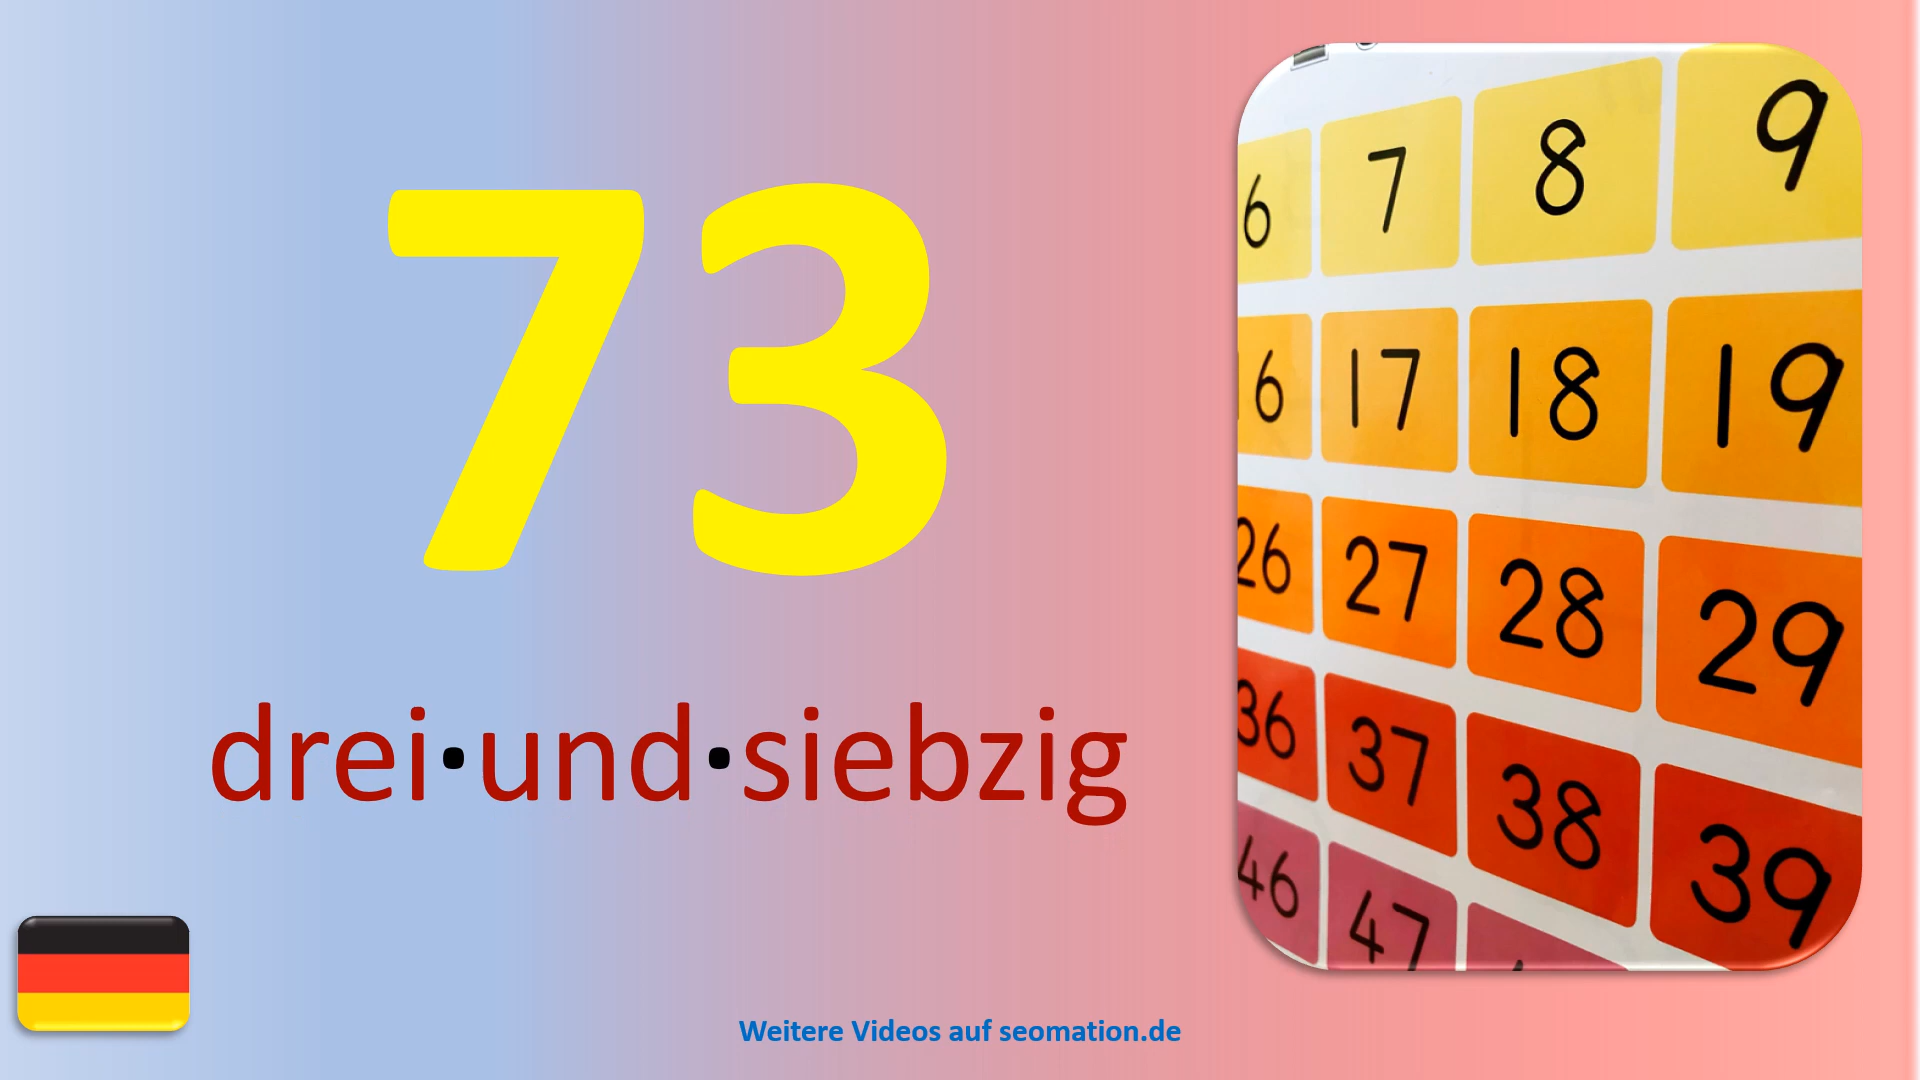 73
drei·und·siebzig
6 7 8 9
16 17 18 19
26 27 28 29
36 37 38 39
46 47
Weitere Videos auf seomation.de